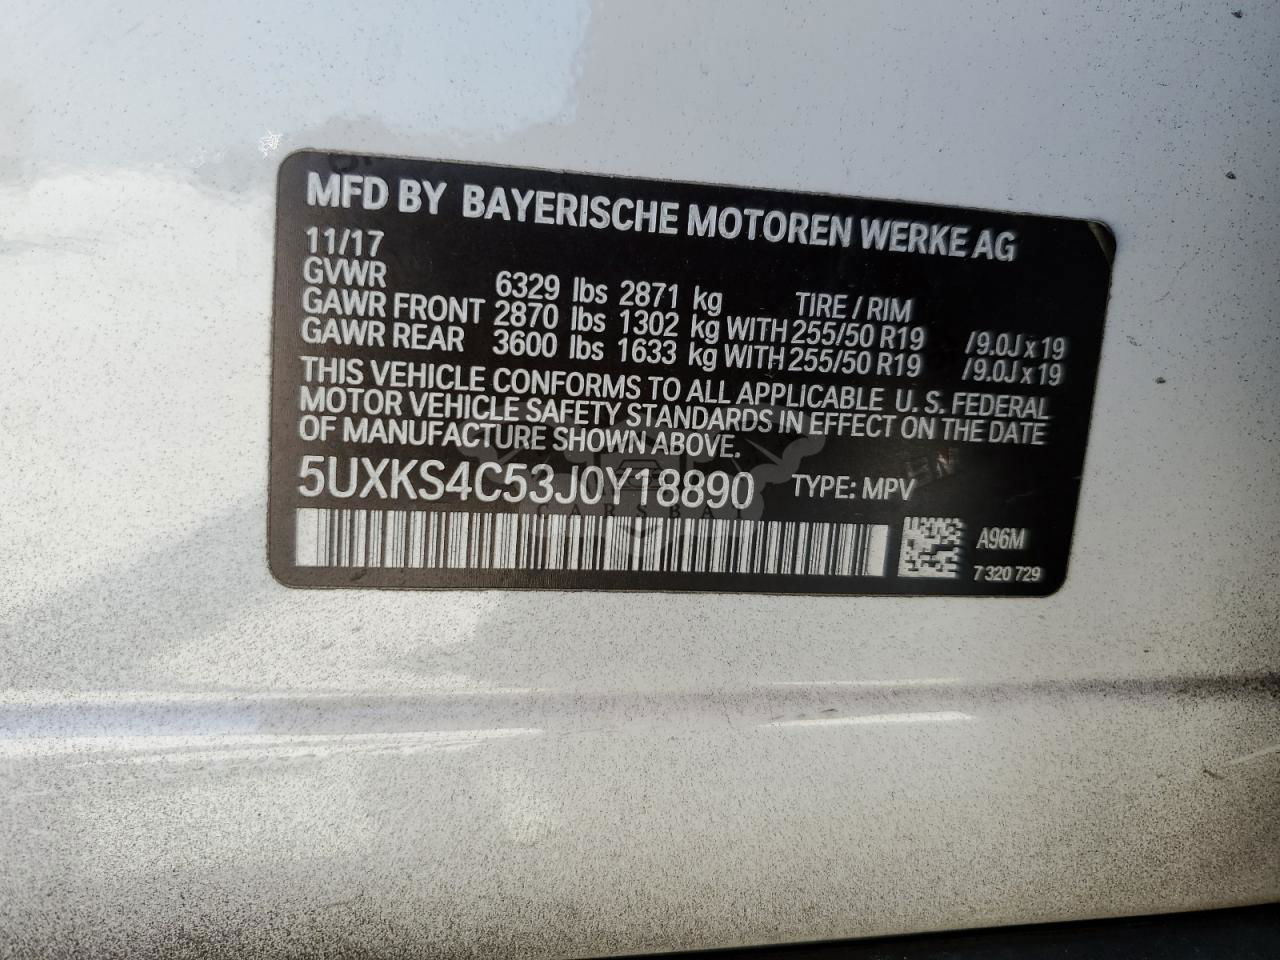 MFD BY BAYERISCHE MOTOREN WERKE AG
11/17
GVWR 6329 lbs 2871 kg TIRE / RIM
GAWR FRONT 2870 lbs 1302 kg WITH 255/50 R19 /9.0J x 19
GAWR REAR 3600 lbs 1633 kg WITH 255/50 R19 /9.0J x 19
THIS VEHICLE CONFORMS TO ALL APPLICABLE U. S. FEDERAL
MOTOR VEHICLE SAFETY STANDARDS IN EFFECT ON THE DATE
OF MANUFACTURE SHOWN ABOVE.
5UXKS4C53J0Y18890 TYPE: MPV
CARSBAT
A96M
7 320 729